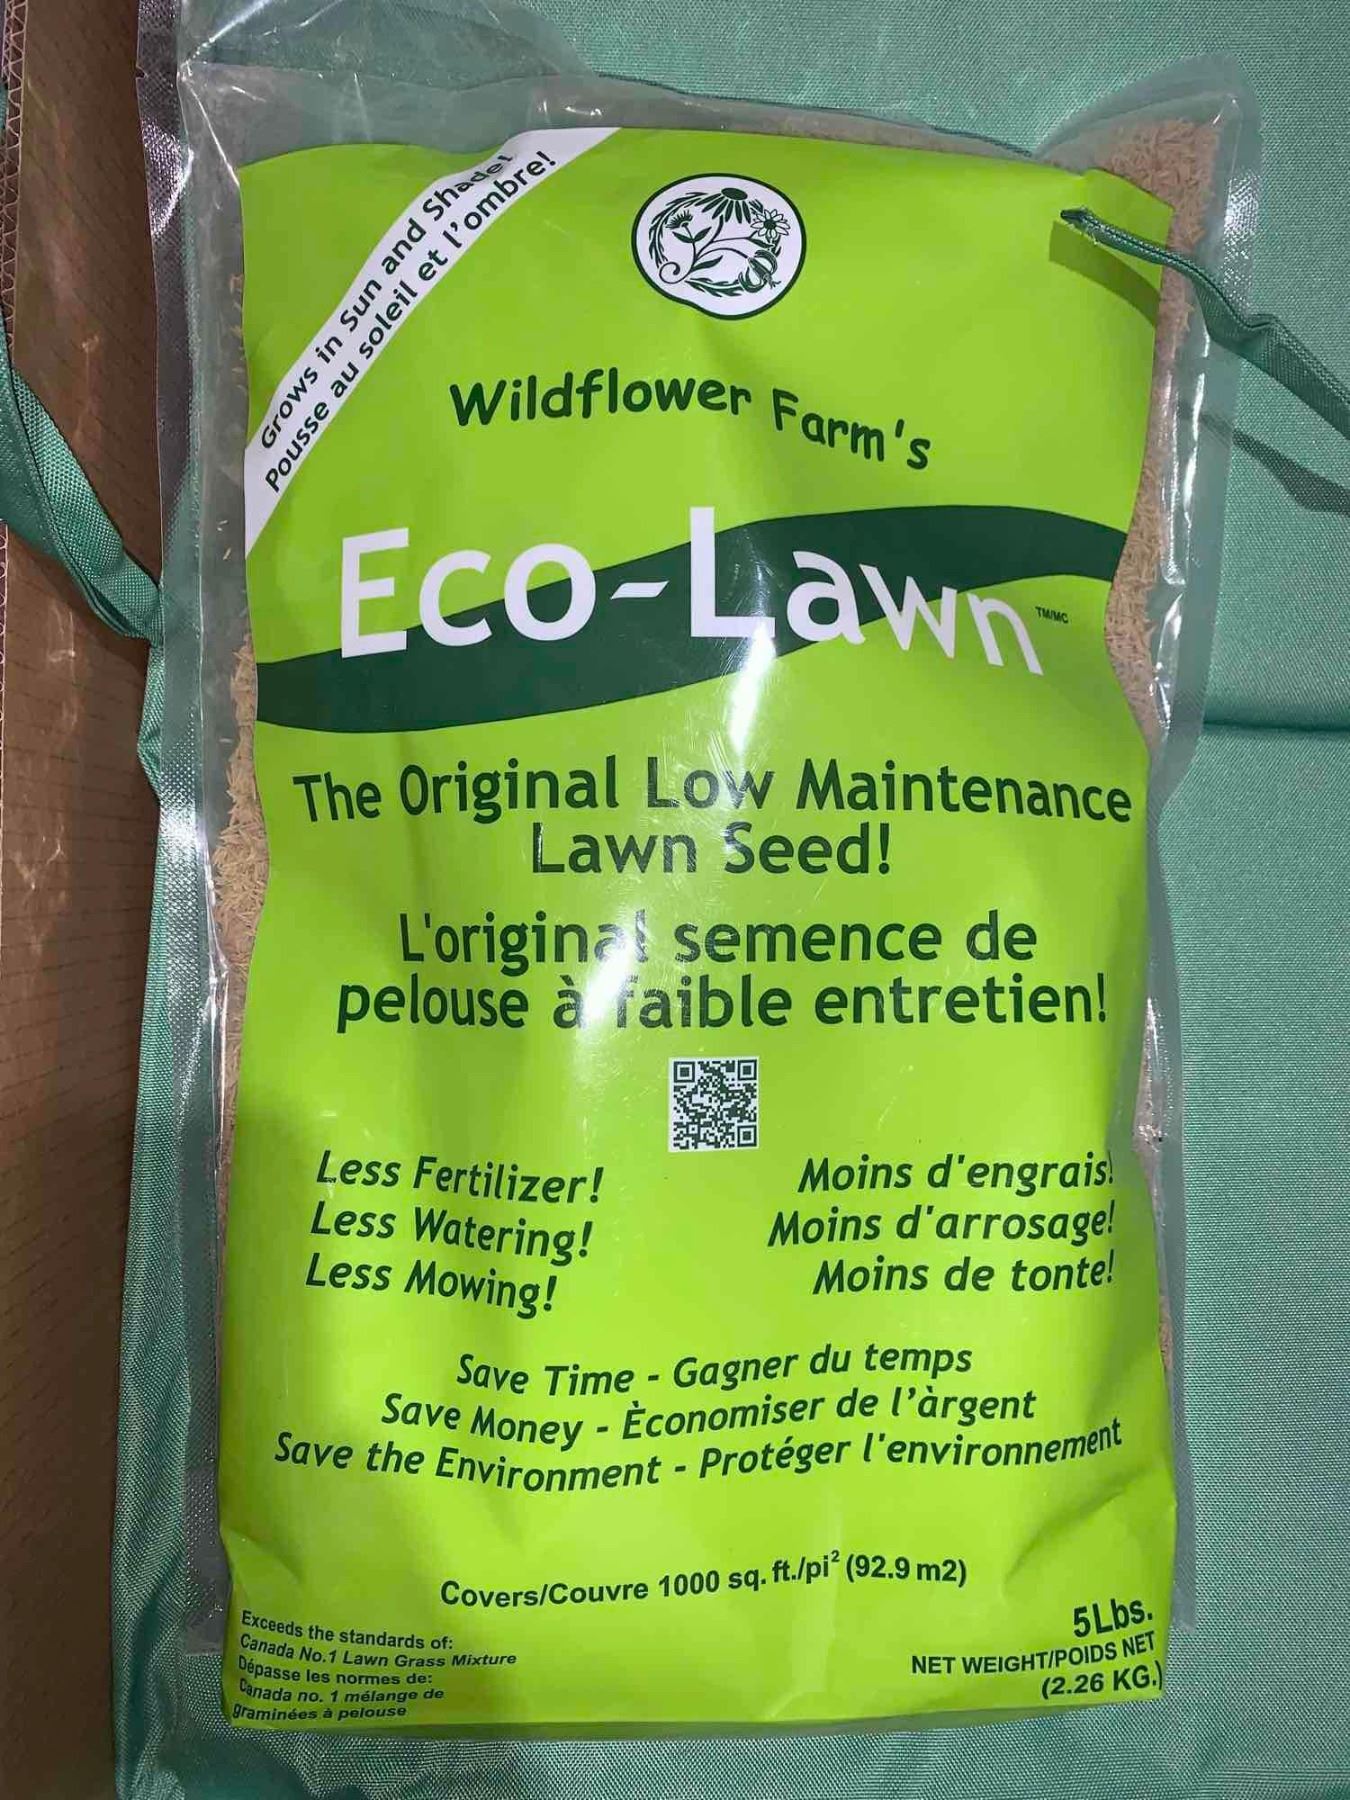 Grows in Sun and Shade!
Pousse au soleil et l'ombre!
Wildflower Farm's
Eco-Lawn TM/MC
The Original Low Maintenance
Lawn Seed!
L'original semence de
pelouse à faible entretien!
Less Fertilizer!
Less Watering!
Less Mowing!
Moins d'engrais!
Moins d'arrosage!
Moins de tonte!
Save Time - Gagner du temps
Save Money - Èconomiser de l'àrgent
Save the Environment - Protéger l'environnement
Covers/Couvre 1000 sq. ft./pi² (92.9 m2)
Exceeds the standards of:
Canada No.1 Lawn Grass Mixture
Dépasse les normes de:
Canada no. 1 mélange de
graminées à pelouse
5Lbs.
NET WEIGHT/POIDS NET
(2.26 KG.)